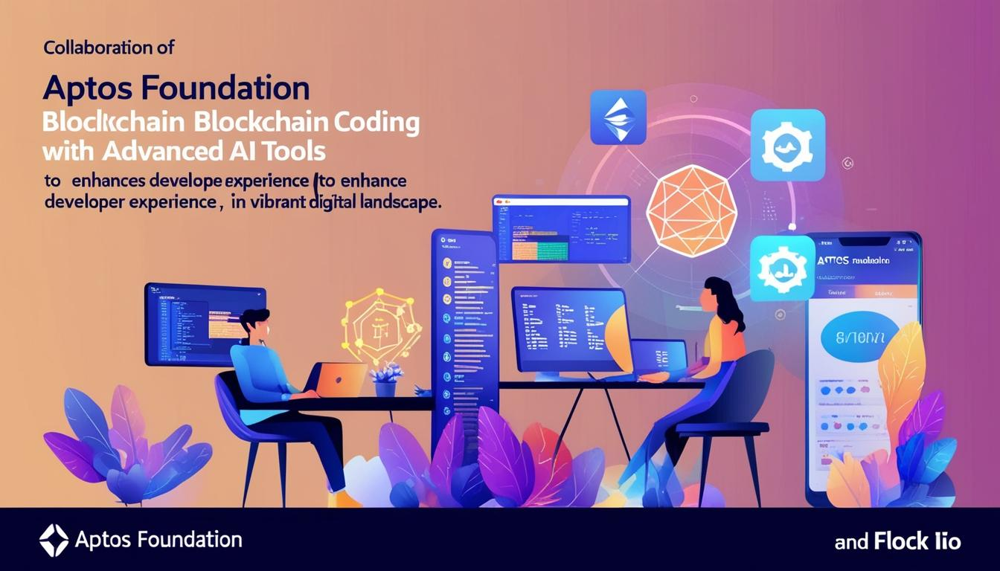 Collaboration of
Aptos Foundation
Blockchain Blockchain Coding
with Advanced AI Tools
to enhances develope experience (to enhance
developer experience, in vibrant digital landscape.
Aptos Foundation
and Flock lio